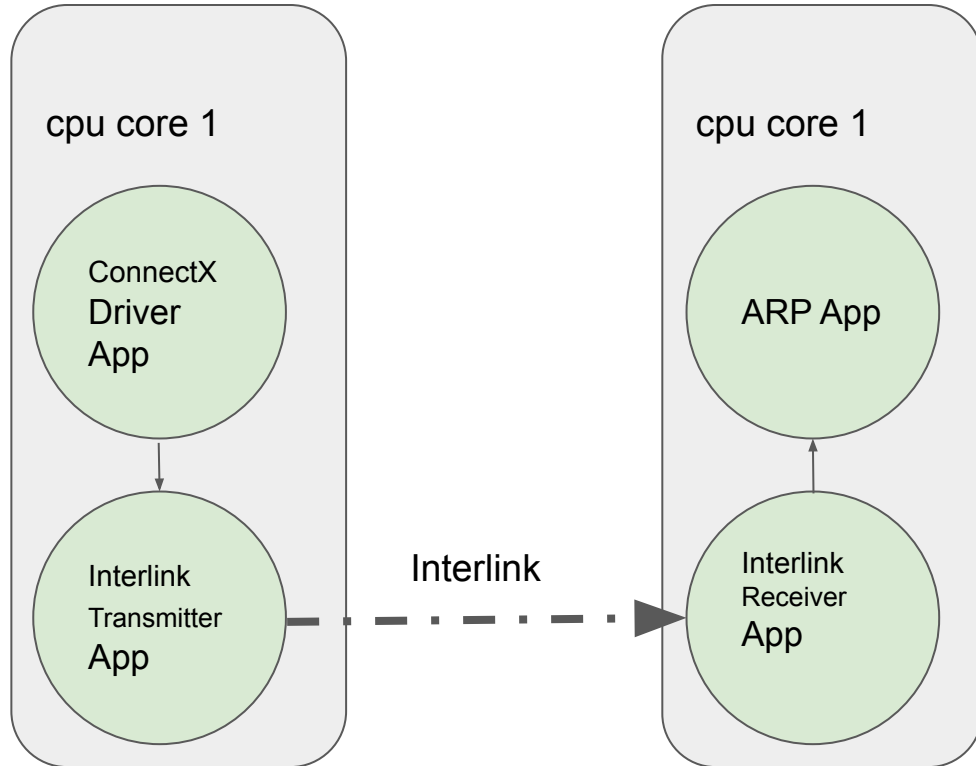 cpu core 1
ConnectX
Driver
App
Interlink
Transmitter
App
Interlink
cpu core 1
ARP App
Interlink
Receiver
App